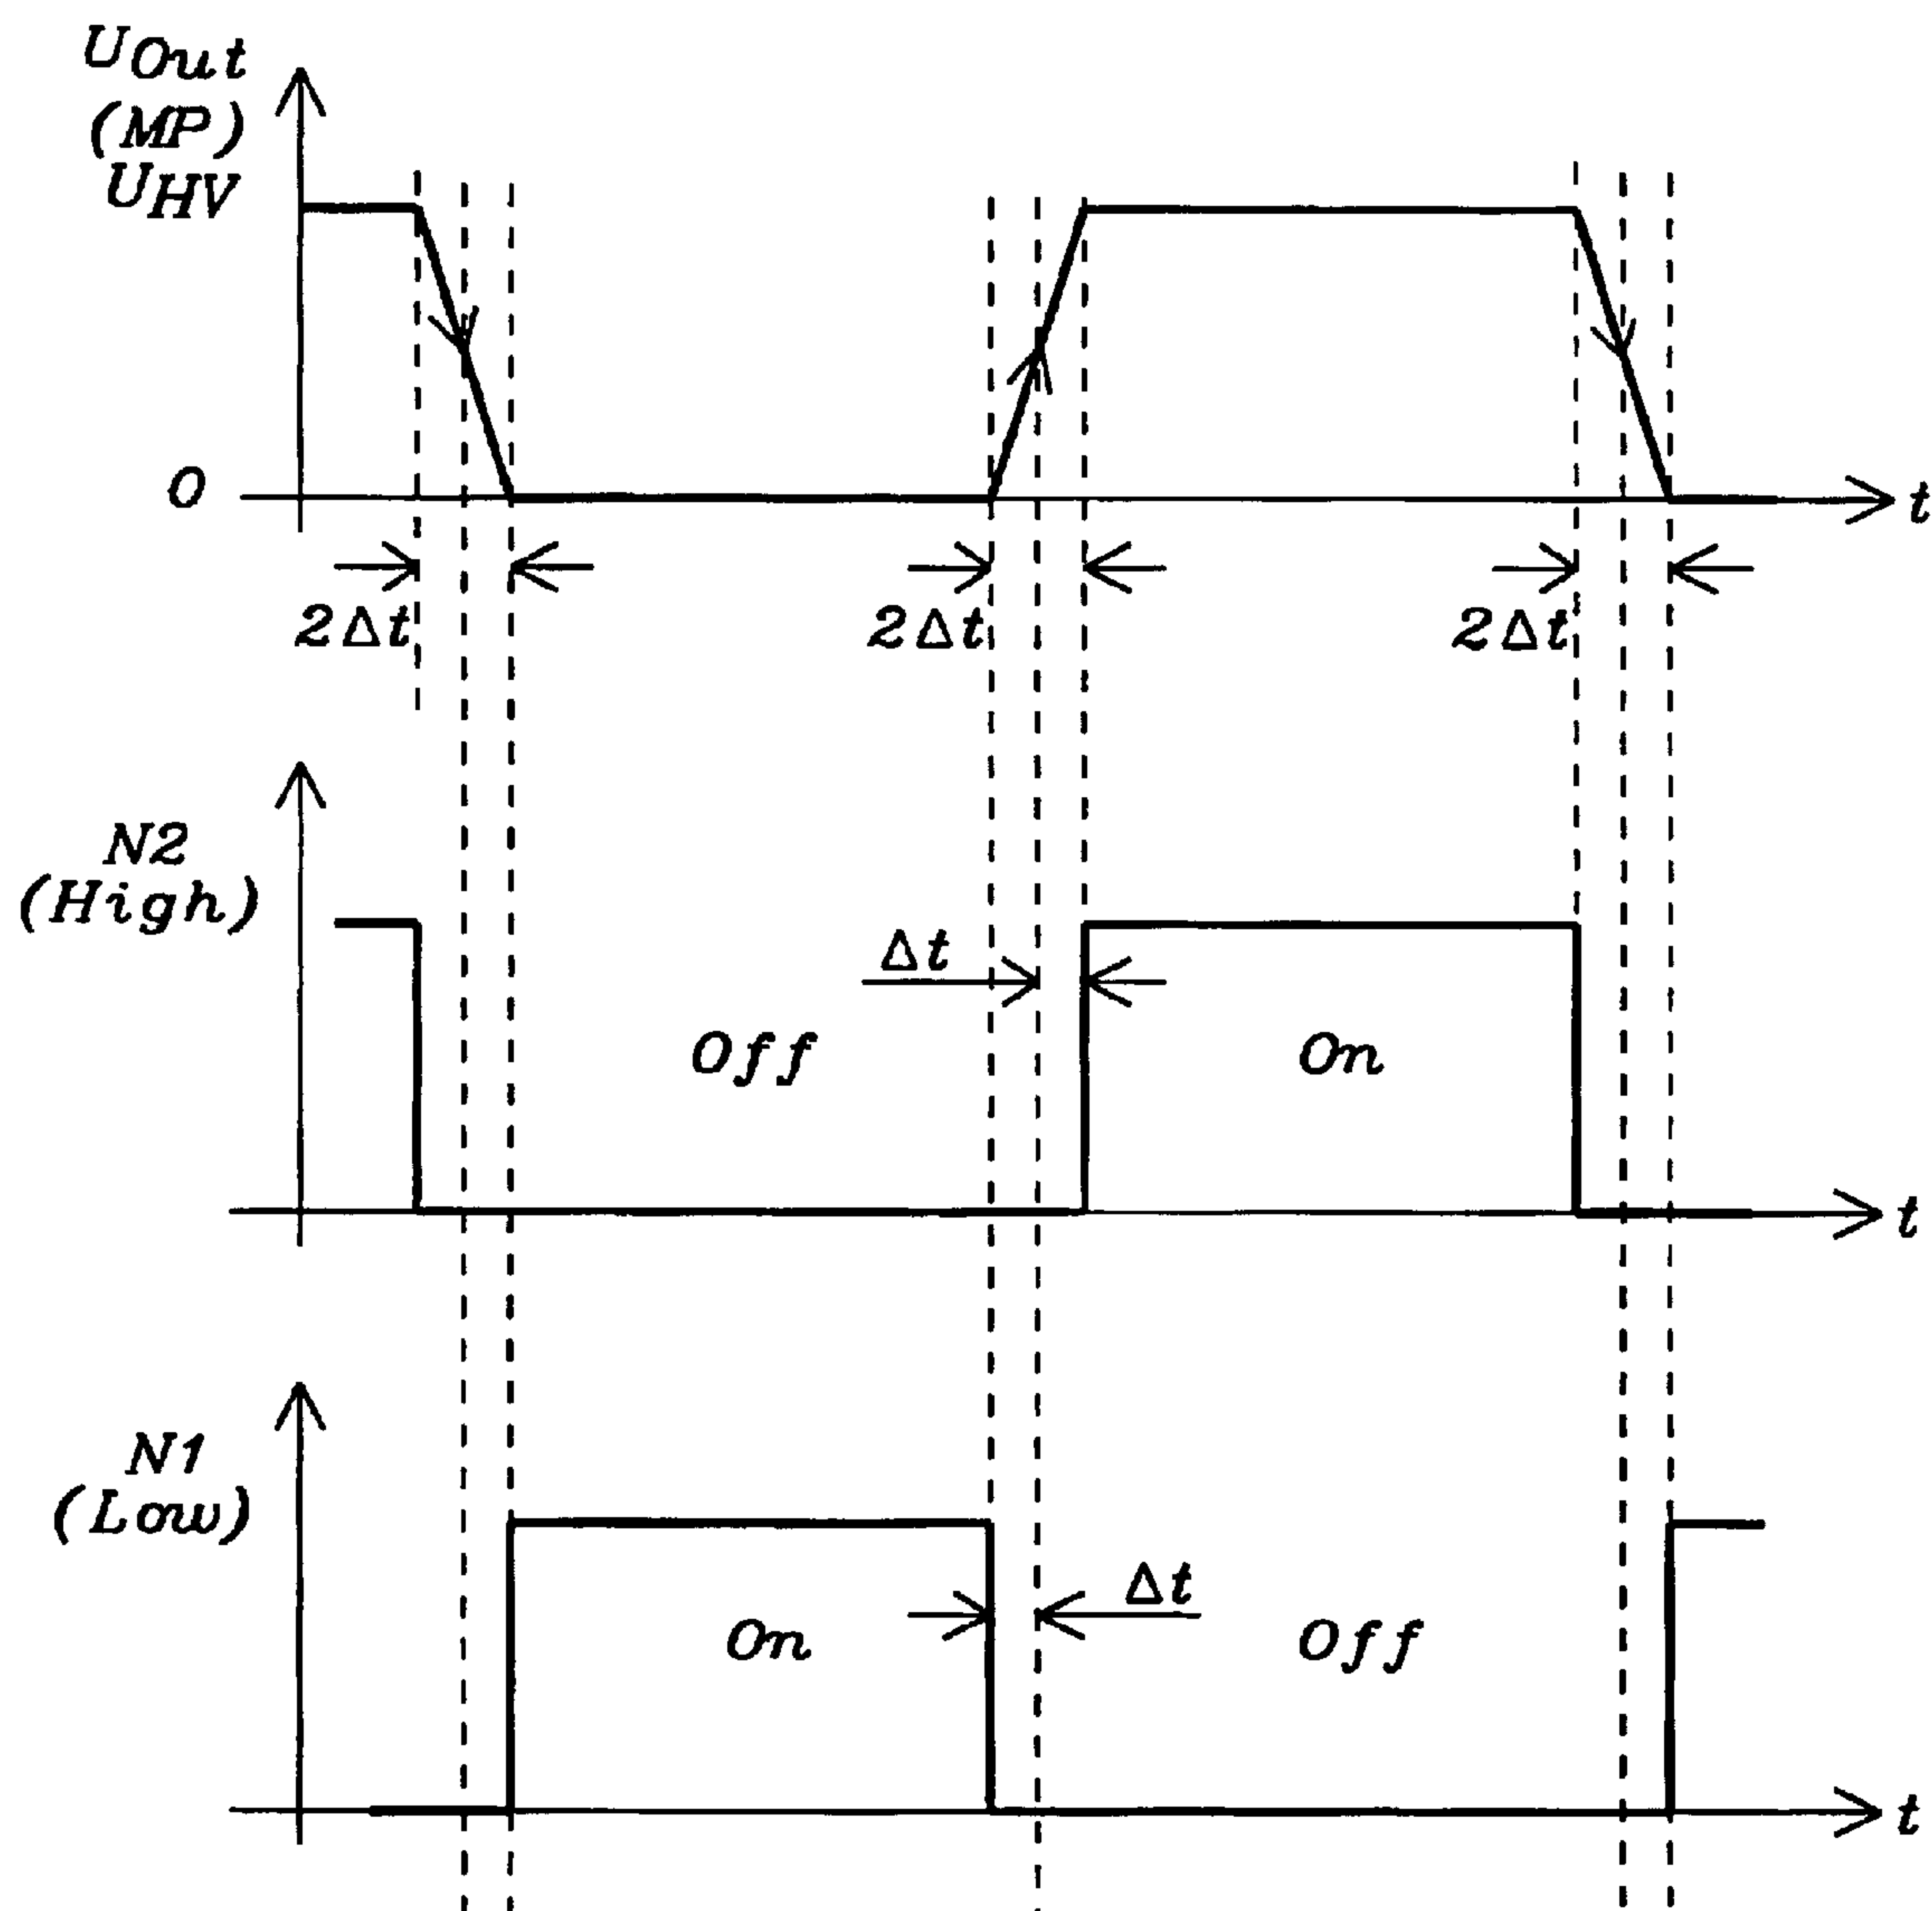 UOut
(MP)
UHV
0
t
2Δt
2Δt
2Δt
N2
(High)
Δt
Off
On
t
N1
(Low)
Δt
On
Off
t